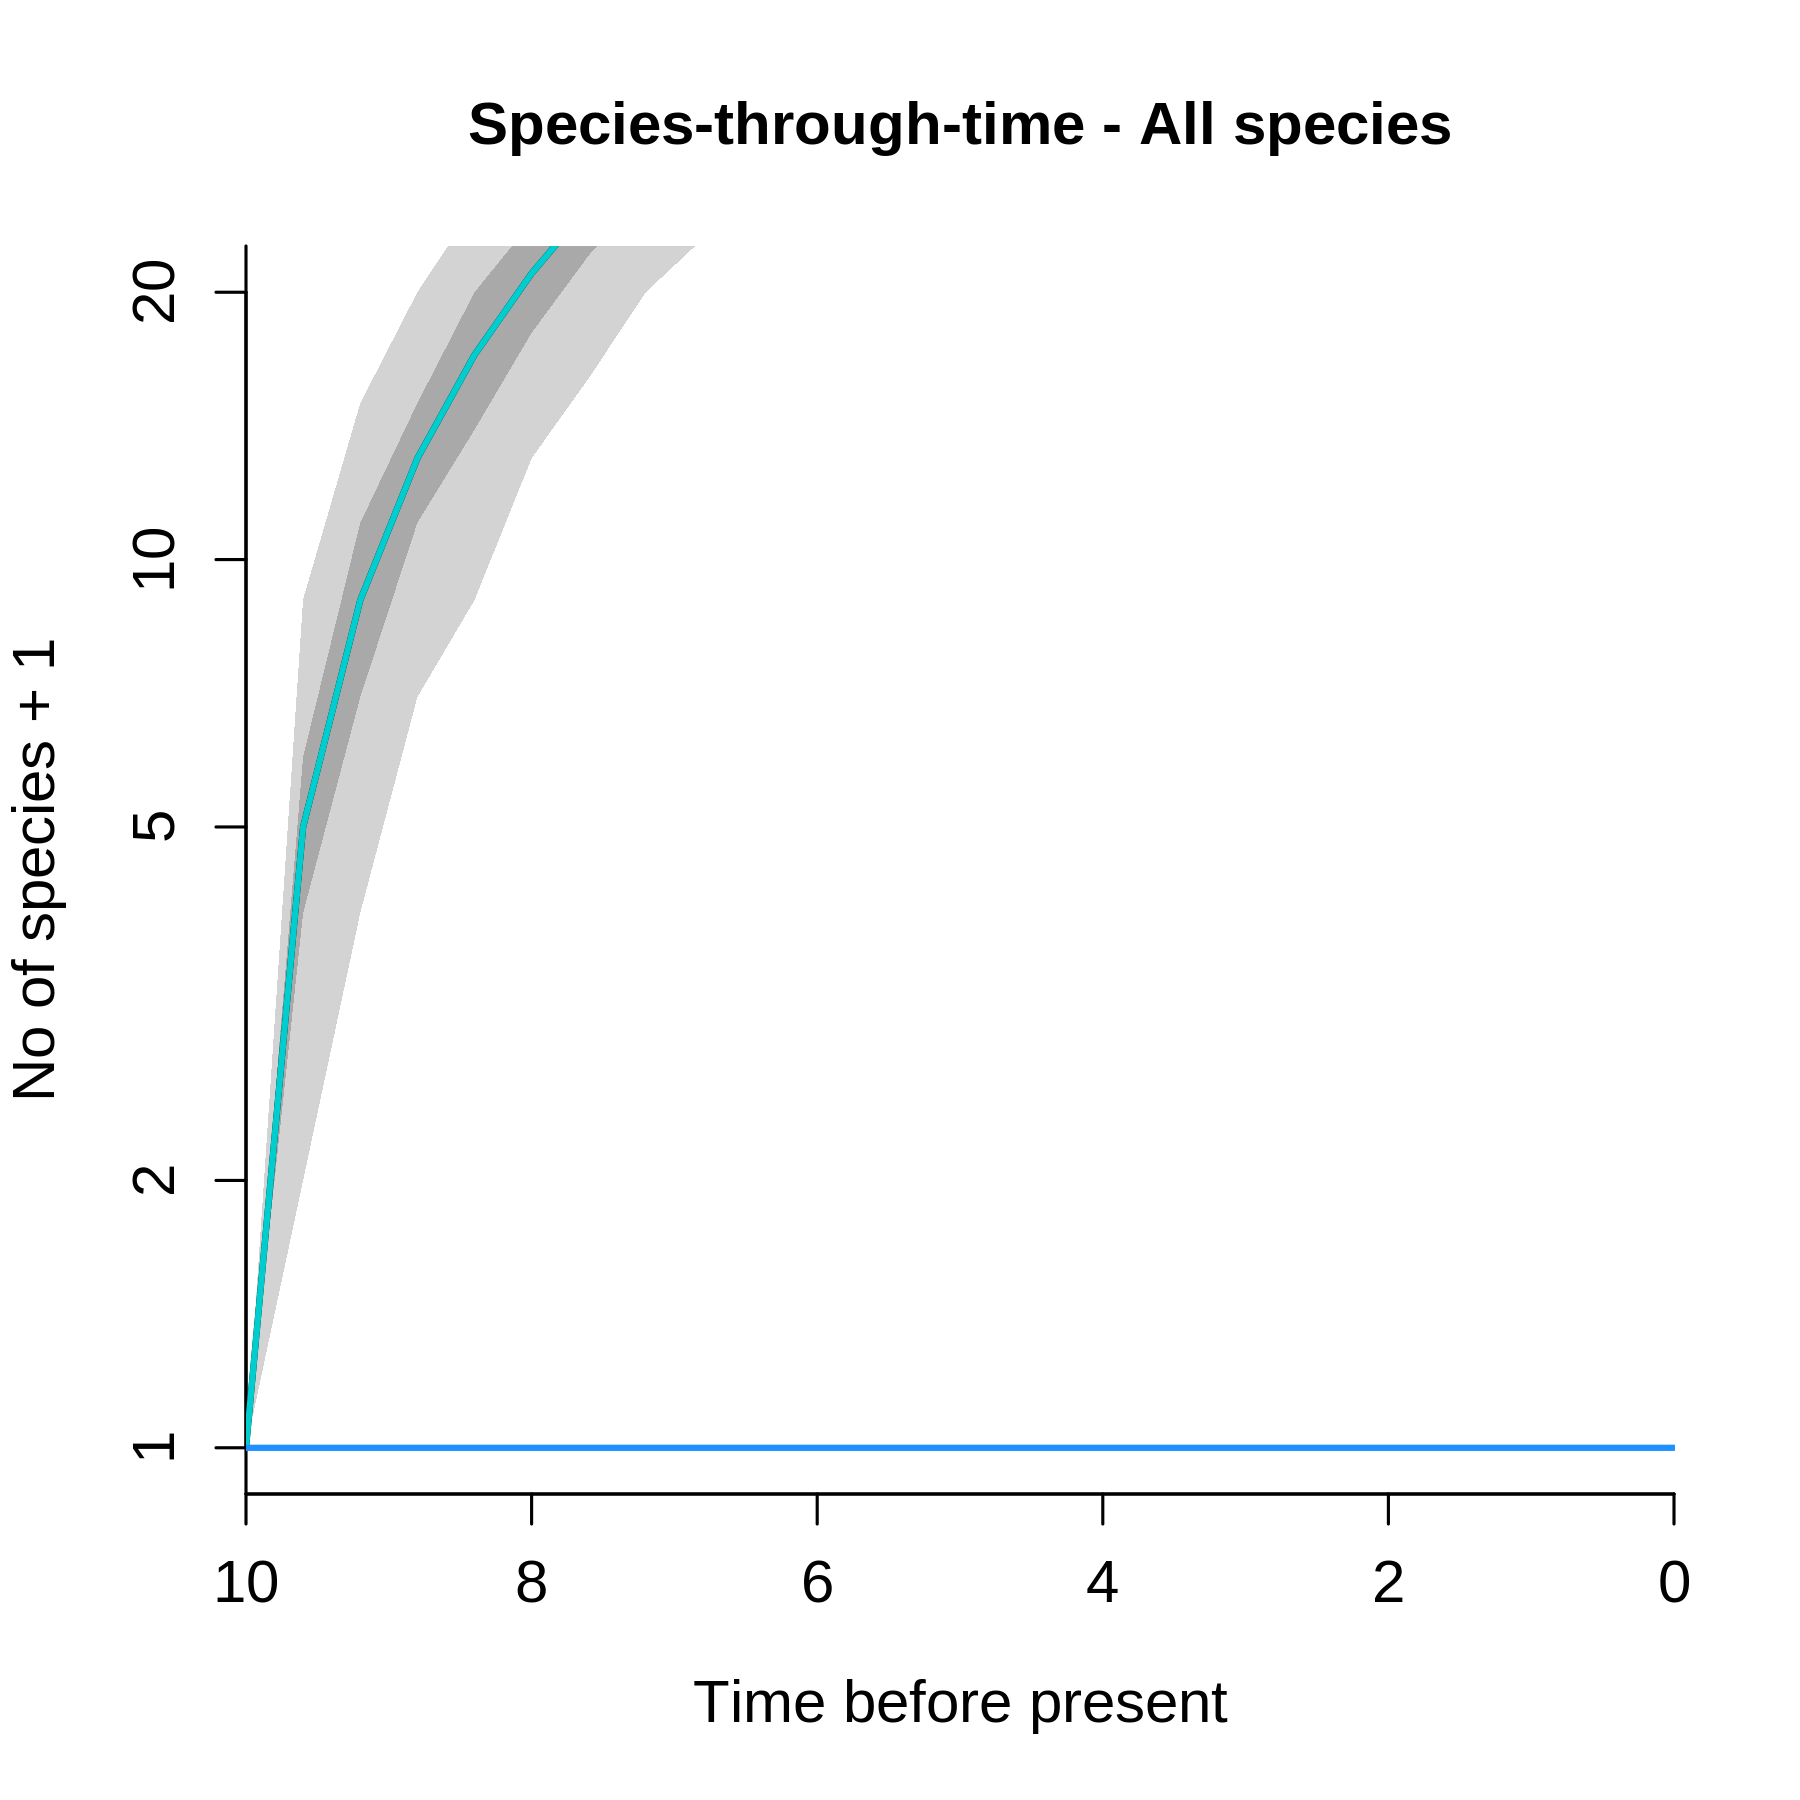 Species-through-time - All species
No of species + 1
20
10
5
2
1
10 8 6 4 2 0
Time before present